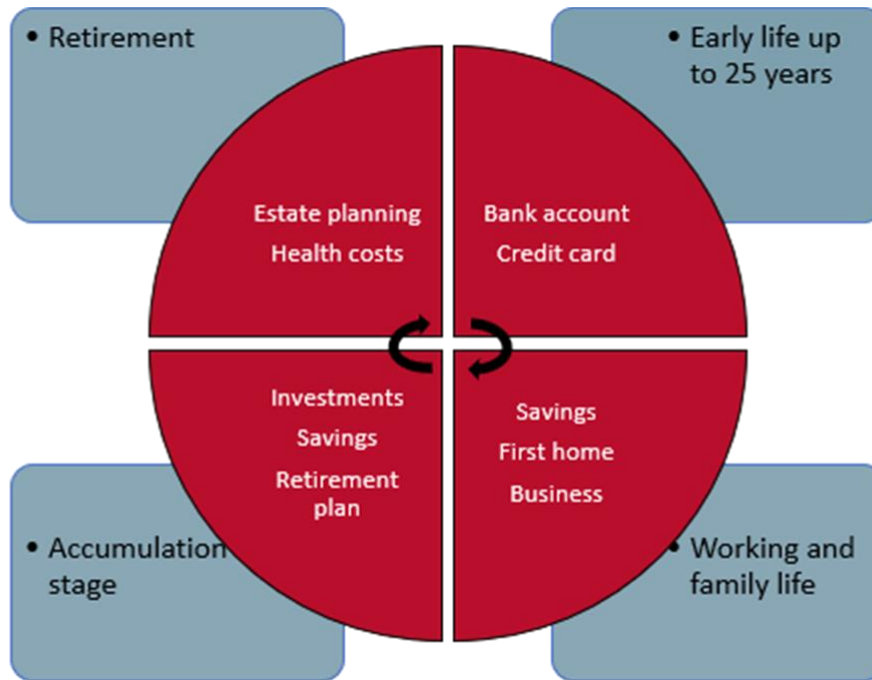 • Retirement
• Early life up
to 25 years
Estate planning
Health costs
Bank account
Credit card
Investments
Savings
Retirement
plan
Savings
First home
Business
• Accumulation
stage
• Working and
family life